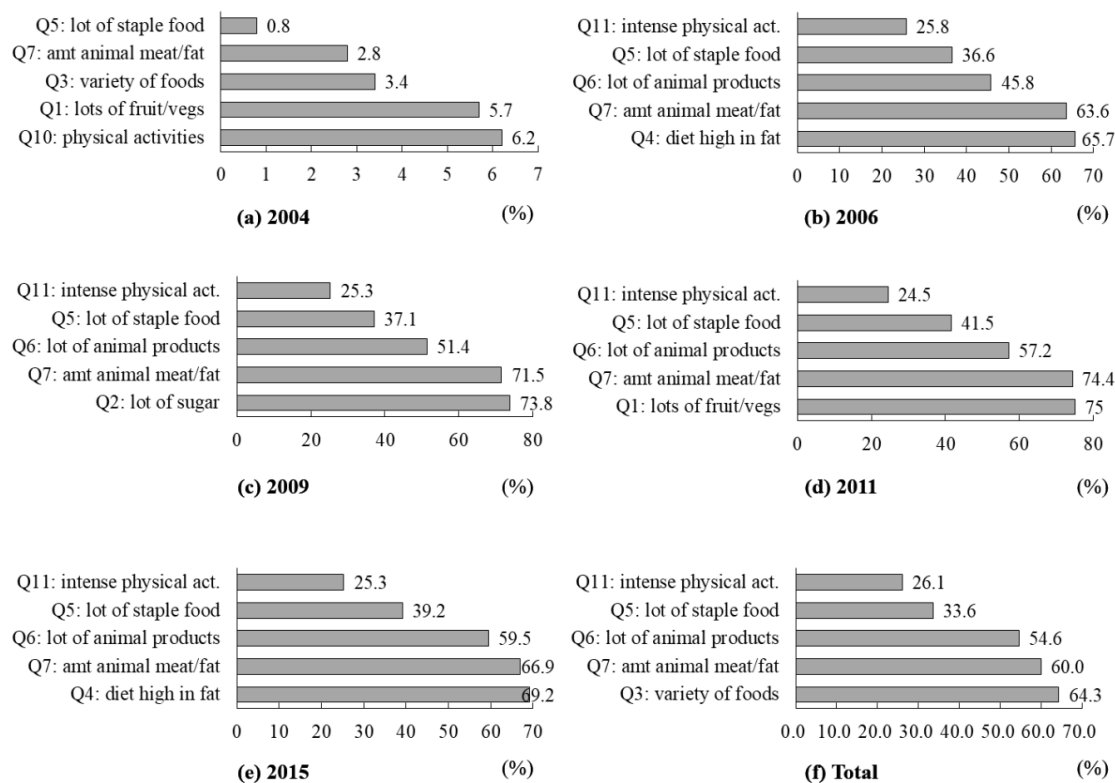 Q5: lot of staple food 0.8
Q7: amt animal meat/fat 2.8
Q3: variety of foods 3.4
Q1: lots of fruit/vegs 5.7
Q10: physical activities 6.2
0 1 2 3 4 5 6 7
(a) 2004 (%)
Q11: intense physical act. 25.8
Q5: lot of staple food 36.6
Q6: lot of animal products 45.8
Q7: amt animal meat/fat 63.6
Q4: diet high in fat 65.7
0 10 20 30 40 50 60 70
(b) 2006 (%)
Q11: intense physical act. 25.3
Q5: lot of staple food 37.1
Q6: lot of animal products 51.4
Q7: amt animal meat/fat 71.5
Q2: lot of sugar 73.8
0 20 40 60 80
(c) 2009 (%)
Q11: intense physical act. 24.5
Q5: lot of staple food 41.5
Q6: lot of animal products 57.2
Q7: amt animal meat/fat 74.4
Q1: lots of fruit/vegs 75
0 20 40 60 80
(d) 2011 (%)
Q11: intense physical act. 25.3
Q5: lot of staple food 39.2
Q6: lot of animal products 59.5
Q7: amt animal meat/fat 66.9
Q4: diet high in fat 69.2
0 10 20 30 40 50 60 70
(e) 2015 (%)
Q11: intense physical act. 26.1
Q5: lot of staple food 33.6
Q6: lot of animal products 54.6
Q7: amt animal meat/fat 60.0
Q3: variety of foods 64.3
0.0 10.0 20.0 30.0 40.0 50.0 60.0 70.0
(f) Total (%)